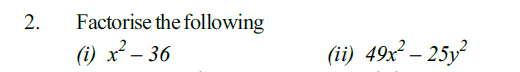 2. Factorise the following
(i) x² – 36 (ii) 49x² – 25y²